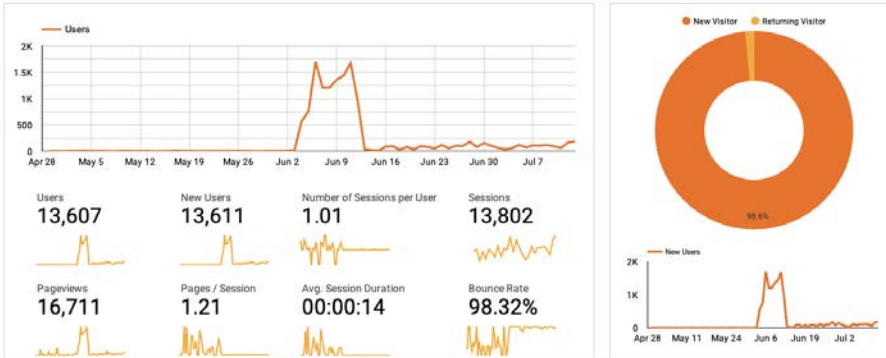 Users
2K
1.5K
1K
500
0
Apr 28 May 5 May 12 May 19 May 26 Jun 2 Jun 9 Jun 16 Jun 23 Jun 30 Jul 7
Users New Users Number of Sessions per User Sessions
13,607 13,611 1.01 13,802
Pageviews Pages / Session Avg. Session Duration Bounce Rate
16,711 1.21 00:00:14 98.32%
New Visitor Returning Visitor
98.6%
New Users
2K
1K
0
Apr 28 May 11 May 24 Jun 6 Jun 19 Jul 2